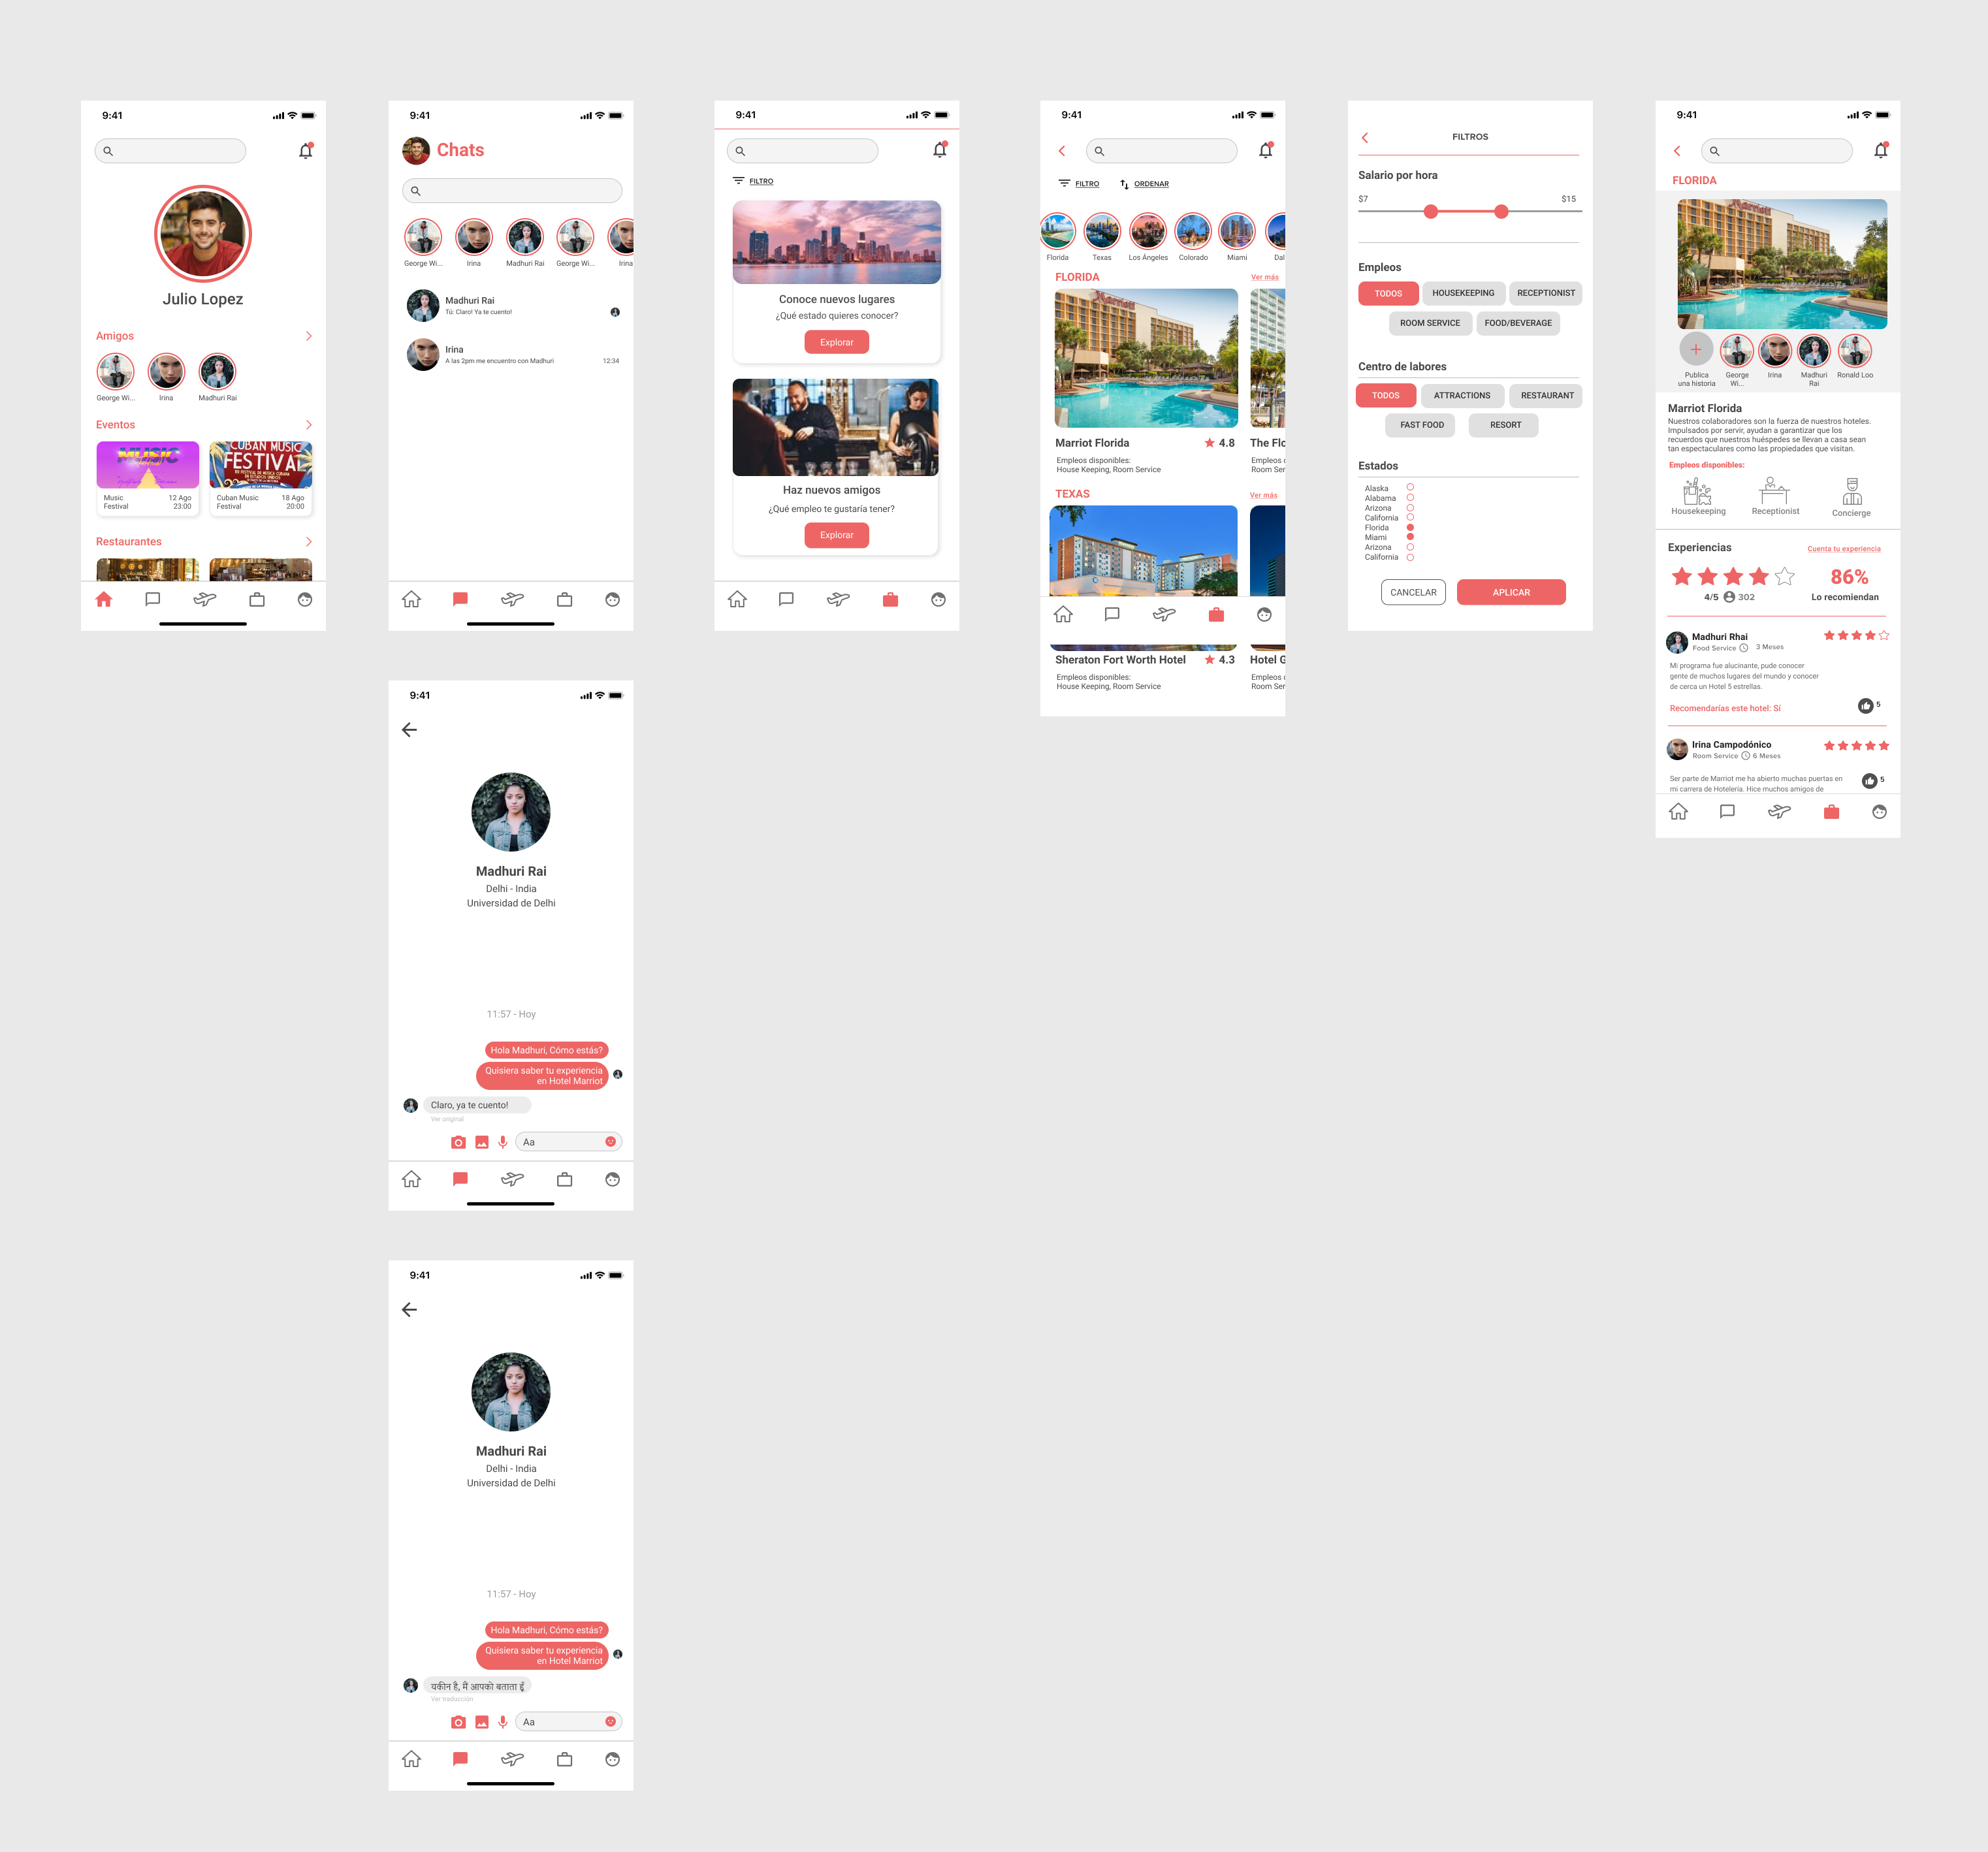 9:41
Julio Lopez
Amigos
George Wi...
Irina
Madhuri Rai
Eventos
MUSIC
CUBAN MUSIC
FESTIVAL
Music
Festival
12 Ago
23:00
Cuban Music
Festival
18 Ago
20:00
Restaurantes
9:41
Chats
George Wi...
Irina
Madhuri Rai
George Wi...
Irina
Madhuri Rai
Tú: Claro! Ya te cuento!
Irina
A las 2pm me encuentro con Madhuri
12:34
9:41
FILTRO
Conoce nuevos lugares
¿Qué estado quieres conocer?
Explorar
Haz nuevos amigos
¿Qué empleo te gustaría tener?
Explorar
9:41
FILTRO
ORDENAR
Florida
Texas
Los Ángeles
Colorado
Miami
Dal
FLORIDA
Ver más
Marriott
Marriot Florida
4.8
Empleos disponibles:
House Keeping, Room Service
The Flo
Empleos c
Room Ser
TEXAS
Ver más
Sheraton Fort Worth Hotel
4.3
Empleos disponibles:
House Keeping, Room Service
Hotel G
Empleos c
Room Ser
FILTROS
Salario por hora
$7
$15
Empleos
TODOS
HOUSEKEEPING
RECEPTIONIST
ROOM SERVICE
FOOD/BEVERAGE
Centro de labores
TODOS
ATTRACTIONS
RESTAURANT
FAST FOOD
RESORT
Estados
Alaska
Alabama
Arizona
California
Florida
Miami
Arizona
California
CANCELAR
APLICAR
9:41
FLORIDA
Marriott
Publica
una historia
George
Wi...
Irina
Madhuri
Rai
Ronald Loo
Marriot Florida
Nuestros colaboradores son la fuerza de nuestros hoteles.
Impulsados por servir, ayudan a garantizar que los
recuerdos que nuestros huéspedes se llevan a casa sean
tan espectaculares como las propiedades que visitan.
Empleos disponibles:
Housekeeping
Receptionist
Concierge
Experiencias
Cuenta tu experiencia
4/5
302
86%
Lo recomiendan
Madhuri Rhai
Food Service
3 Meses
Mi programa fue alucinante, pude conocer
gente de muchos lugares del mundo y conocer
de cerca un Hotel 5 estrellas.
Recomendarías este hotel: Sí
5
Irina Campodónico
Room Service
6 Meses
Ser parte de Marriot me ha abierto muchas puertas en
mi carrera de Hotelería. Hice muchos amigos de
5
9:41
Madhuri Rai
Delhi - India
Universidad de Delhi
11:57 - Hoy
Hola Madhuri, Cómo estás?
Quisiera saber tu experiencia
en Hotel Marriot
Claro, ya te cuento!
Ver original
Aa
9:41
Madhuri Rai
Delhi - India
Universidad de Delhi
11:57 - Hoy
Hola Madhuri, Cómo estás?
Quisiera saber tu experiencia
en Hotel Marriot
यकीन है, मैं आपको बताता हूँ
Ver traducción
Aa